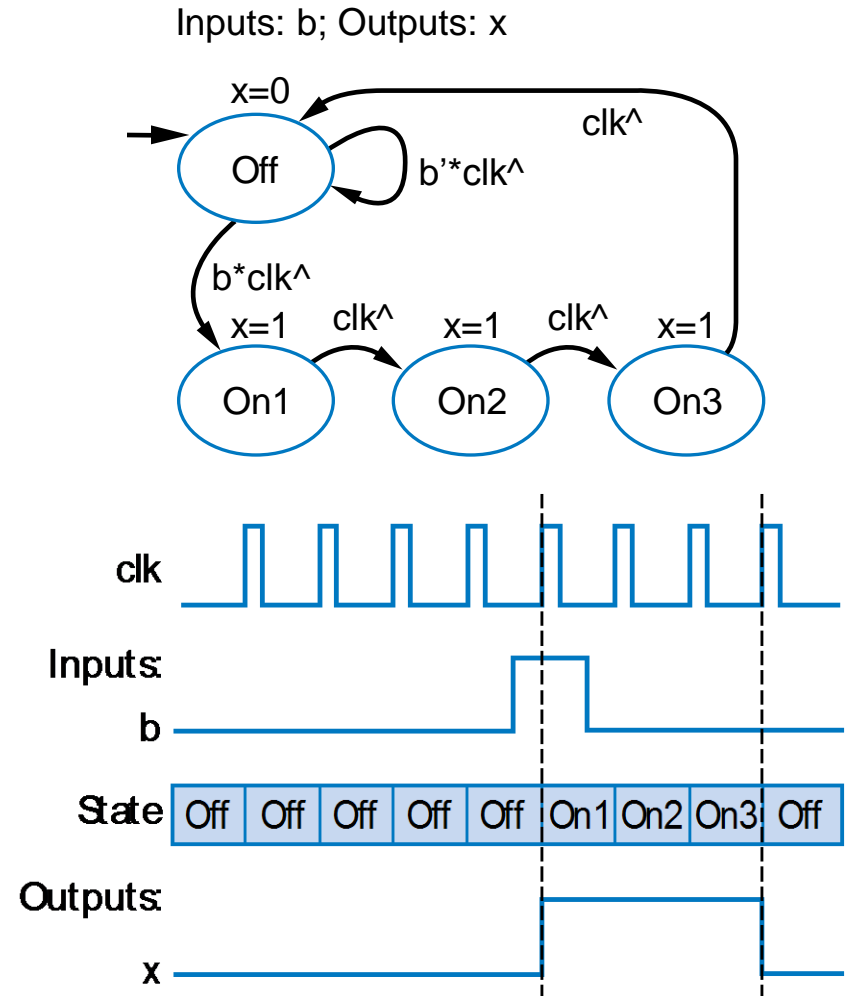 Inputs: b; Outputs: x
x=0
clk^
Off
b’*clk^
b*clk^
x=1 clk^ x=1 clk^ x=1
On1 On2 On3
clk
Inputs:
b
State Off Off Off Off Off On1 On2 On3 Off
Outputs:
x